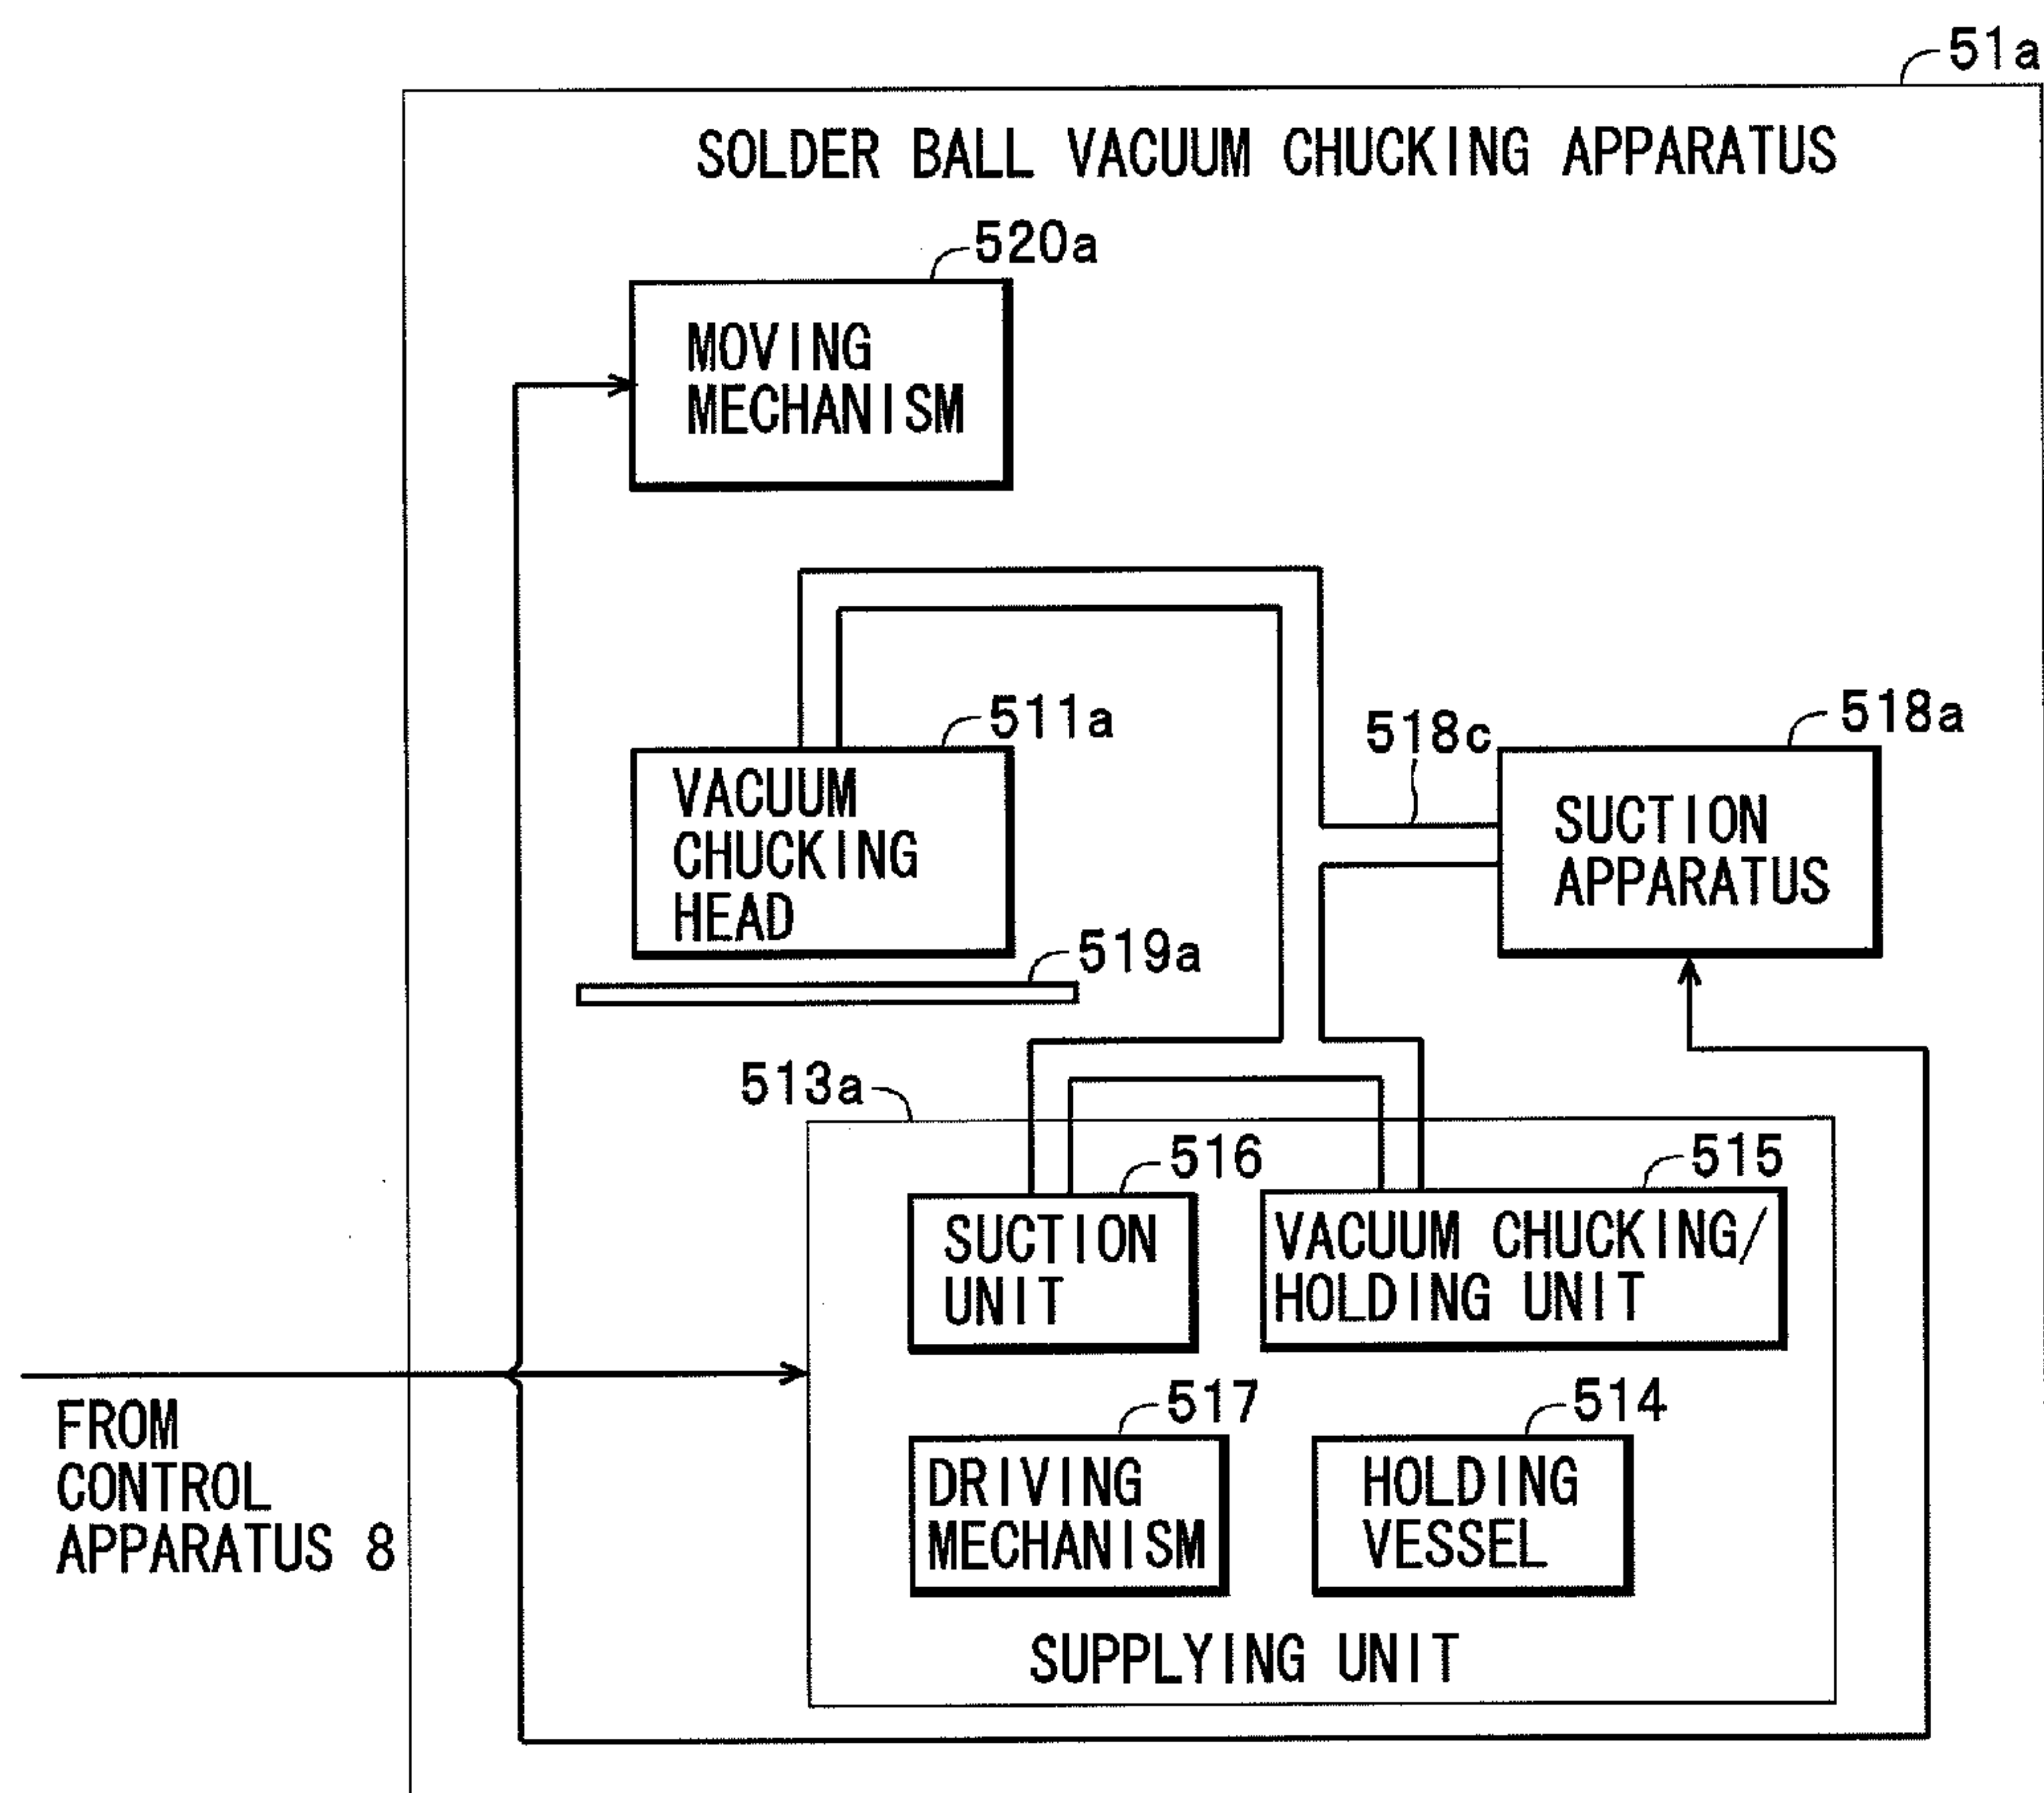 51a
SOLDER BALL VACUUM CHUCKING APPARATUS
520a
MOVING
MECHANISM
511a
VACUUM
CHUCKING
HEAD
518c
518a
SUCTION
APPARATUS
519a
513a
516
SUCTION
UNIT
515
VACUUM CHUCKING/
HOLDING UNIT
FROM
CONTROL
APPARATUS 8
517
DRIVING
MECHANISM
514
HOLDING
VESSEL
SUPPLYING UNIT